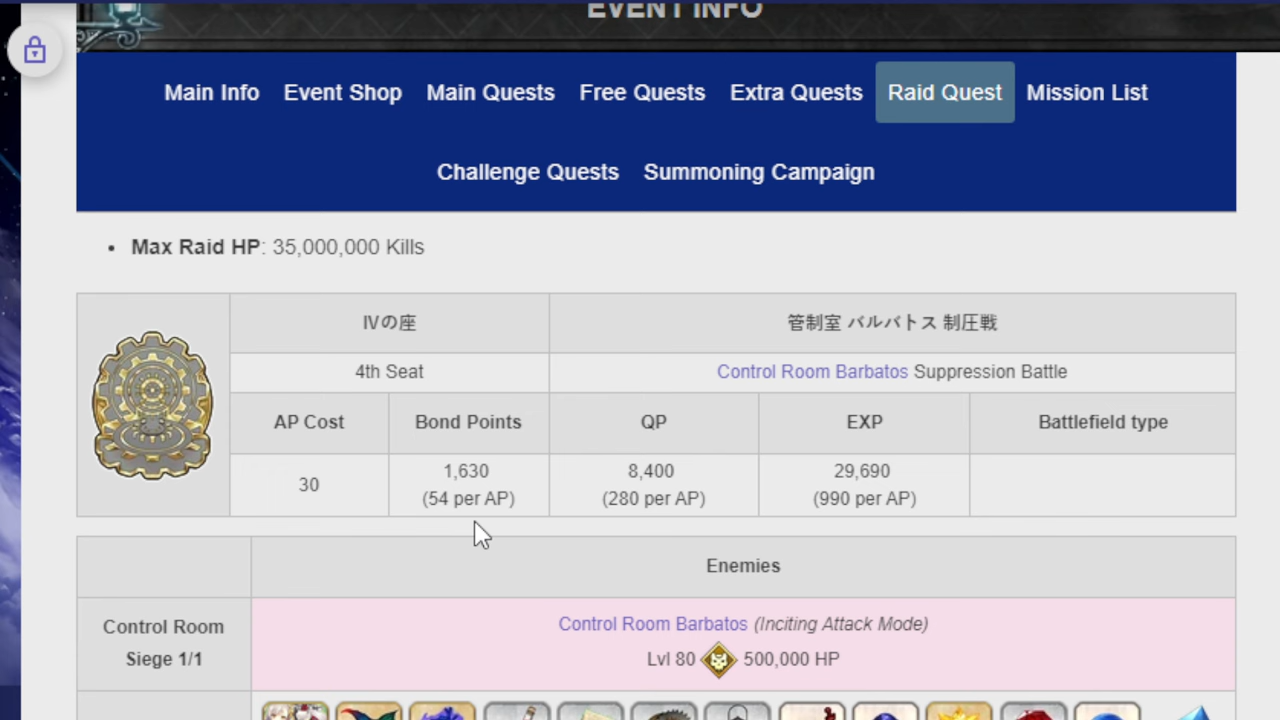 EVENT INFO
Main Info Event Shop Main Quests Free Quests Extra Quests Raid Quest Mission List
Challenge Quests Summoning Campaign
• Max Raid HP: 35,000,000 Kills
IVの座 管制室 バルバトス 制圧戦
4th Seat Control Room Barbatos Suppression Battle
AP Cost Bond Points QP EXP Battlefield type
30 1,630 (54 per AP) 8,400 (280 per AP) 29,690 (990 per AP)
Enemies
Control Room Siege 1/1
Control Room Barbatos (Inciting Attack Mode)
Lvl 80 500,000 HP